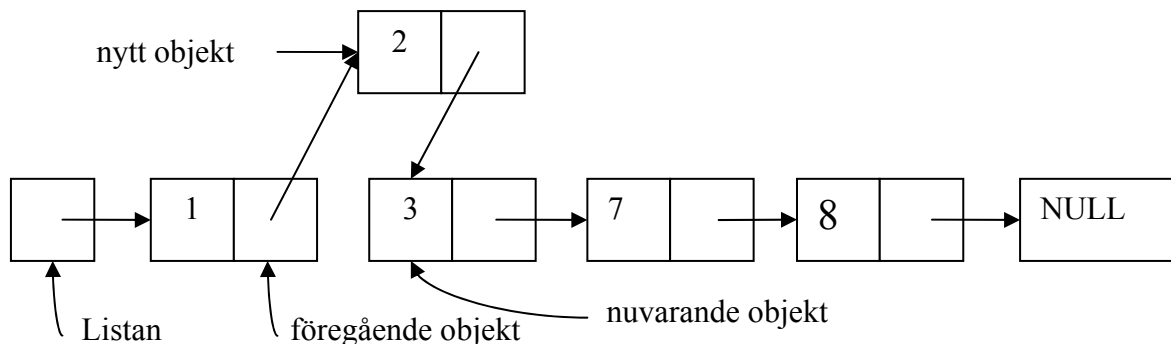 2
nytt objekt
1
3
7
8
NULL
nuvarande objekt
Listan
föregående objekt